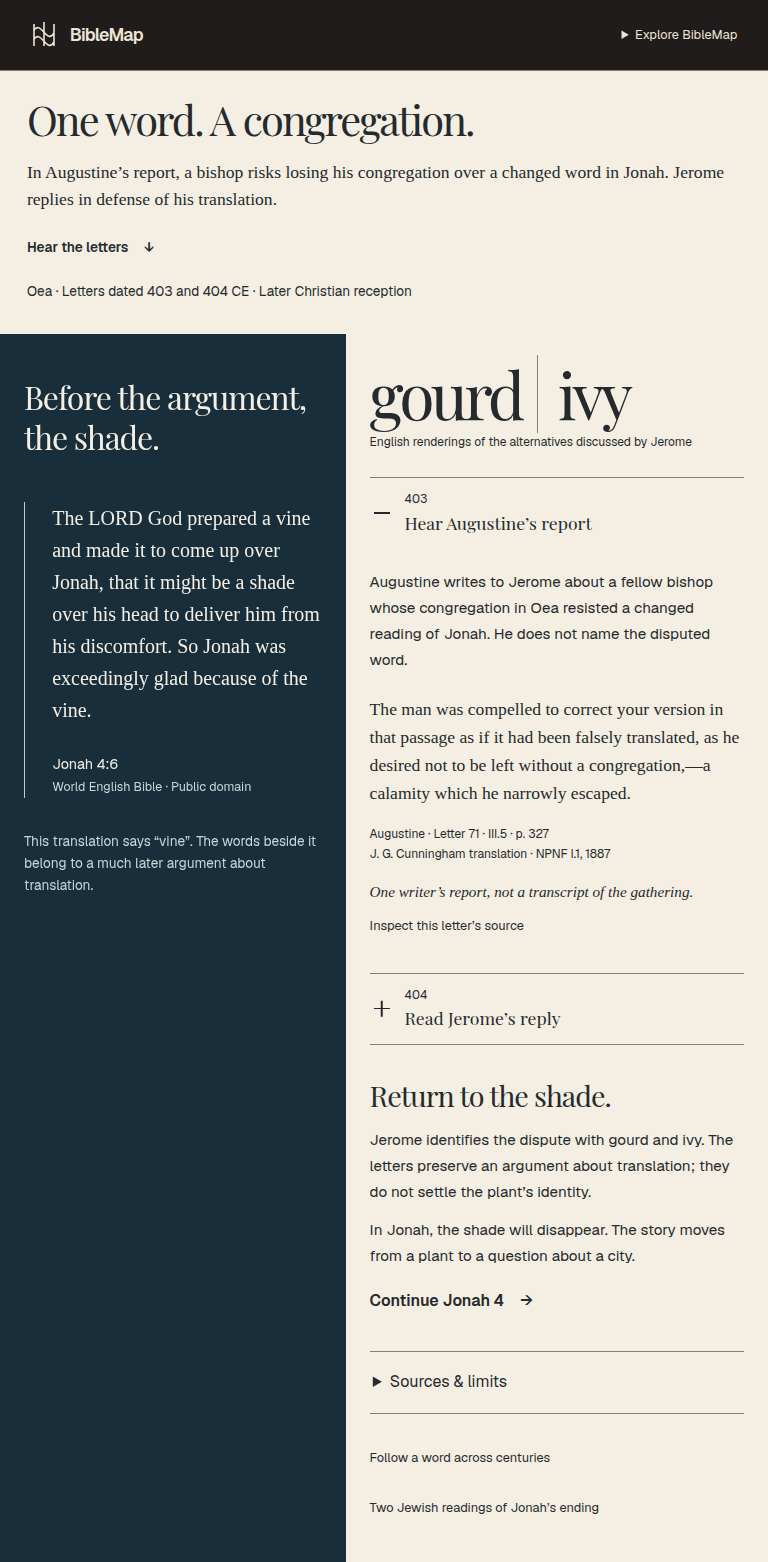 BibleMap
▶ Explore BibleMap
One word. A congregation.
In Augustine’s report, a bishop risks losing his congregation over a changed word in Jonah. Jerome
replies in defense of his translation.
Hear the letters ↓
Oea · Letters dated 403 and 404 CE · Later Christian reception
Before the argument,
the shade.
The LORD God prepared a vine
and made it to come up over
Jonah, that it might be a shade
over his head to deliver him from
his discomfort. So Jonah was
exceedingly glad because of the
vine.
Jonah 4:6
World English Bible · Public domain
This translation says “vine”. The words beside it
belong to a much later argument about
translation.
gourd ivy
English renderings of the alternatives discussed by Jerome
403
Hear Augustine’s report
Augustine writes to Jerome about a fellow bishop
whose congregation in Oea resisted a changed
reading of Jonah. He does not name the disputed
word.
The man was compelled to correct your version in
that passage as if it had been falsely translated, as he
desired not to be left without a congregation,—a
calamity which he narrowly escaped.
Augustine · Letter 71 · III.5 · p. 327
J. G. Cunningham translation · NPNF I.1, 1887
One writer’s report, not a transcript of the gathering.
Inspect this letter’s source
404
Read Jerome’s reply
Return to the shade.
Jerome identifies the dispute with gourd and ivy. The
letters preserve an argument about translation; they
do not settle the plant’s identity.
In Jonah, the shade will disappear. The story moves
from a plant to a question about a city.
Continue Jonah 4 →
▶ Sources & limits
Follow a word across centuries
Two Jewish readings of Jonah’s ending